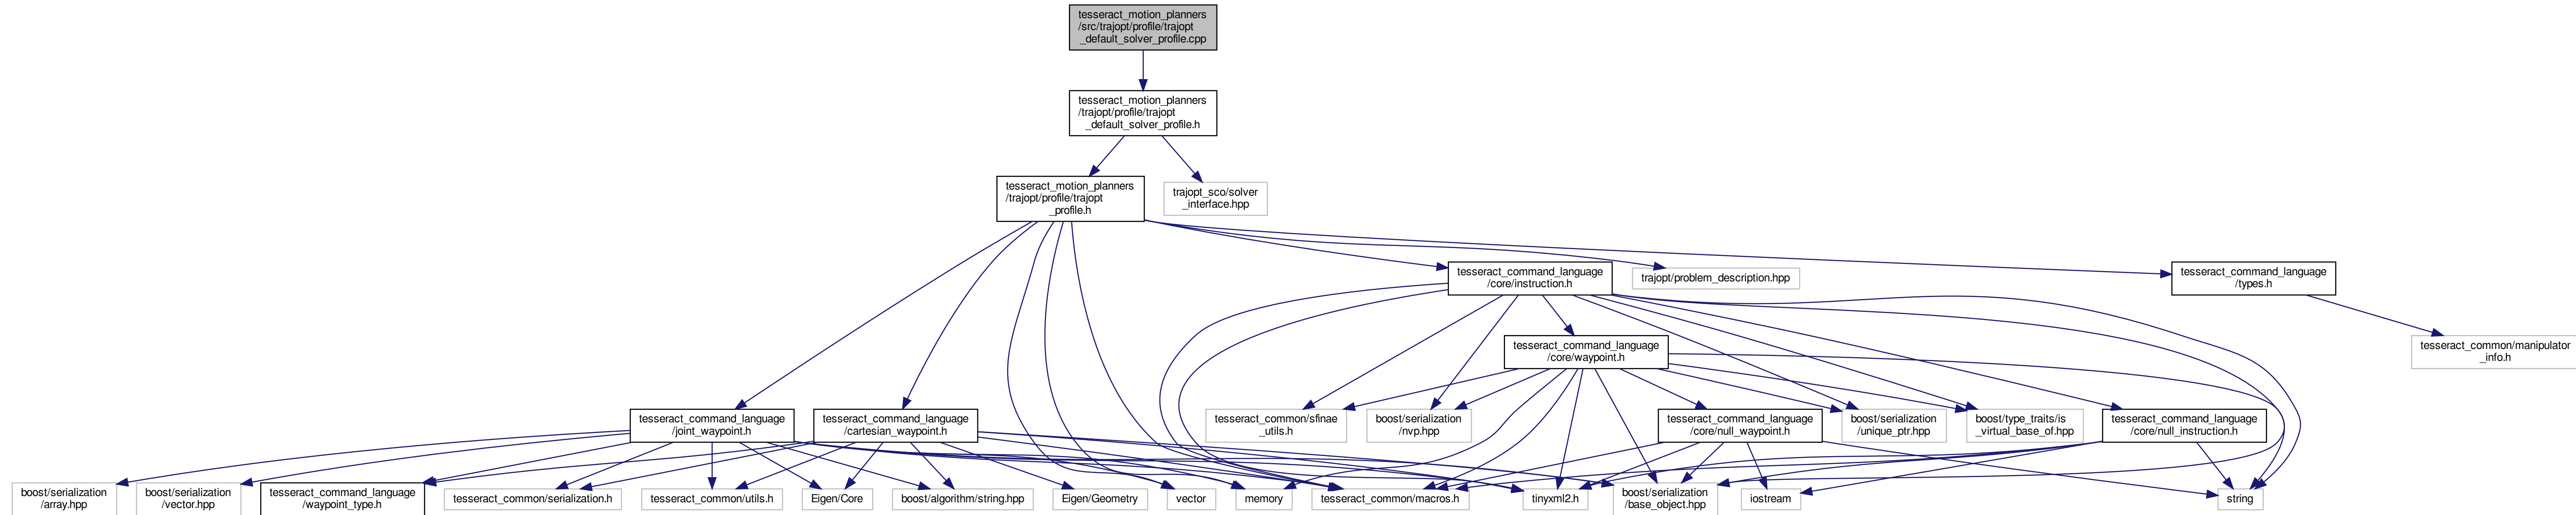 tesseract_motion_planners
/src/trajopt/profile/trajopt
_default_solver_profile.cpp
tesseract_motion_planners
/trajopt/profile/trajopt
_default_solver_profile.h
tesseract_motion_planners
/trajopt/profile/trajopt
_profile.h
trajopt_sco/solver
_interface.hpp
tesseract_command_language
/core/instruction.h
trajopt/problem_description.hpp
tesseract_command_language
/types.h
tesseract_command_language
/core/waypoint.h
tesseract_common/manipulator
_info.h
tesseract_command_language
/joint_waypoint.h
tesseract_command_language
/cartesian_waypoint.h
tesseract_common/sfinae
_utils.h
boost/serialization
/nvp.hpp
tesseract_command_language
/core/null_waypoint.h
boost/serialization
/unique_ptr.hpp
boost/type_traits/is
_virtual_base_of.hpp
tesseract_command_language
/core/null_instruction.h
boost/serialization
/array.hpp
boost/serialization
/vector.hpp
tesseract_command_language
/waypoint_type.h
tesseract_common/serialization.h
tesseract_common/utils.h
Eigen/Core
boost/algorithm/string.hpp
Eigen/Geometry
vector
memory
tesseract_common/macros.h
tinyxml2.h
boost/serialization
/base_object.hpp
iostream
string